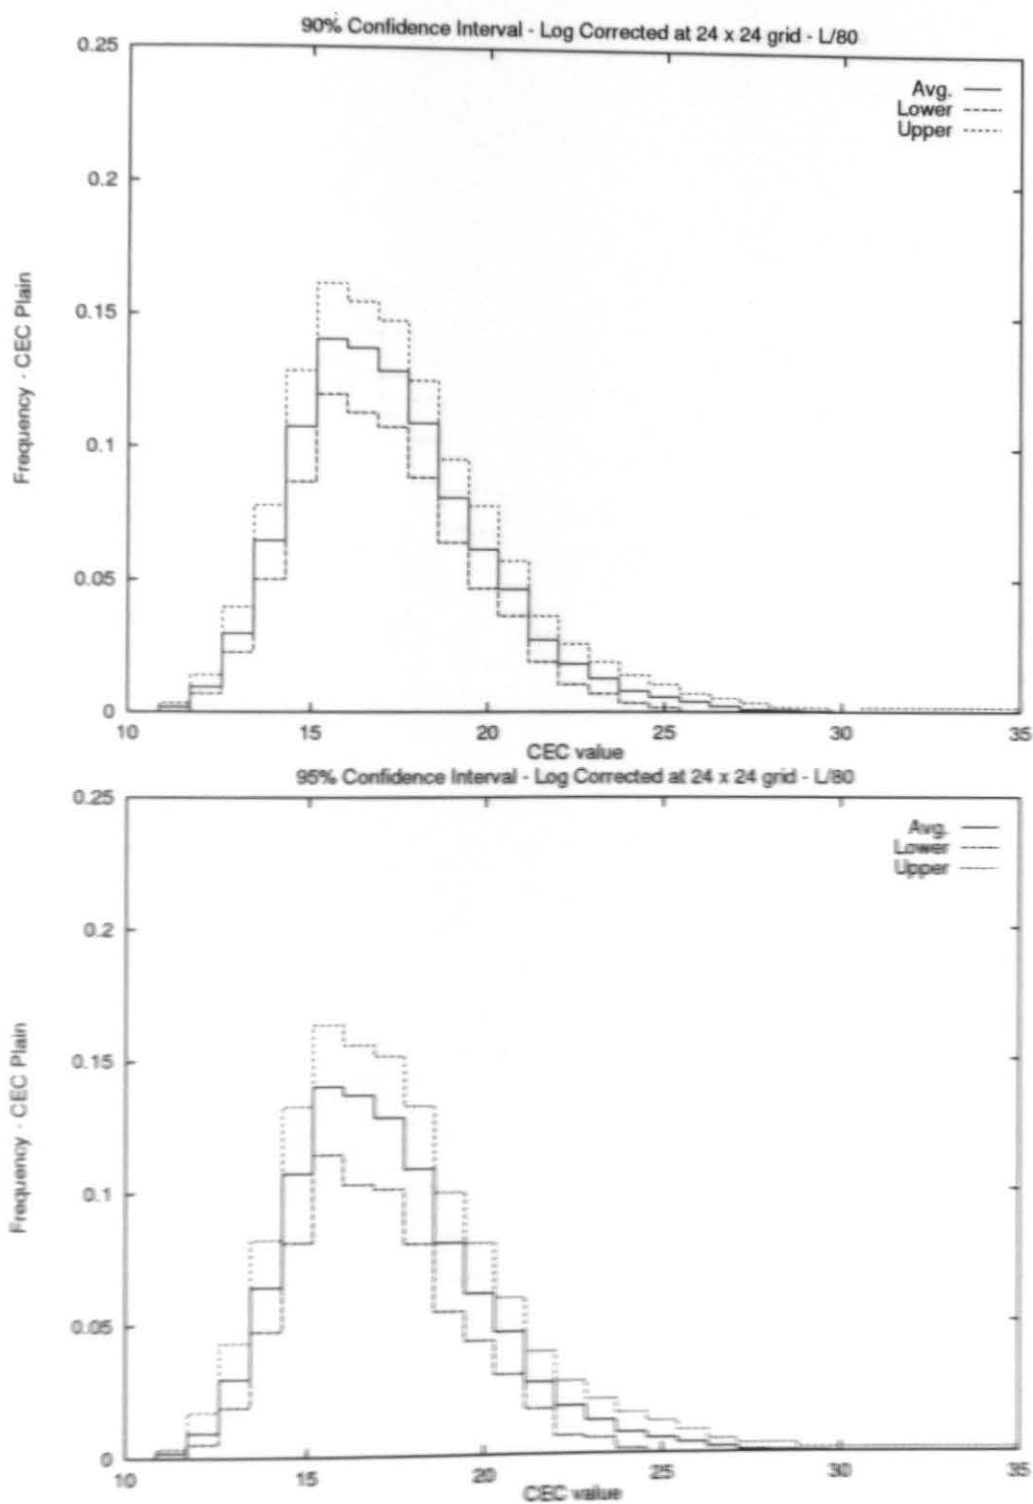 90% Confidence Interval - Log Corrected at 24 x 24 grid - L/80
0.25
0.2
0.15
0.1
0.05
0
Frequency - CEC Plain
Avg.
Lower
Upper
10 15 20 25 30 35
CEC value
95% Confidence Interval - Log Corrected at 24 x 24 grid - L/80
0.25
0.2
0.15
0.1
0.05
0
Frequency - CEC Plain
Avg.
Lower
Upper
10 15 20 25 30 35
CEC value